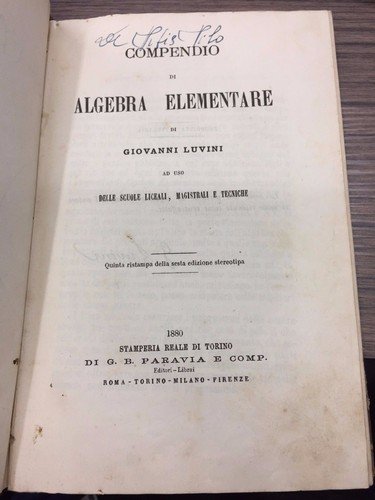 COMPENDIO
DI
ALGEBRA ELEMENTARE
DI
GIOVANNI LUVINI
AD USO
DELLE SCUOLE LICEALI, MAGISTRALI E TECNICHE
Quinta ristampa della sesta edizione stereotipa
1880
STAMPERIA REALE DI TORINO
DI G. B. PARAVIA E COMP.
Editori-Librai
ROMA - TORINO - MILANO - FIRENZE